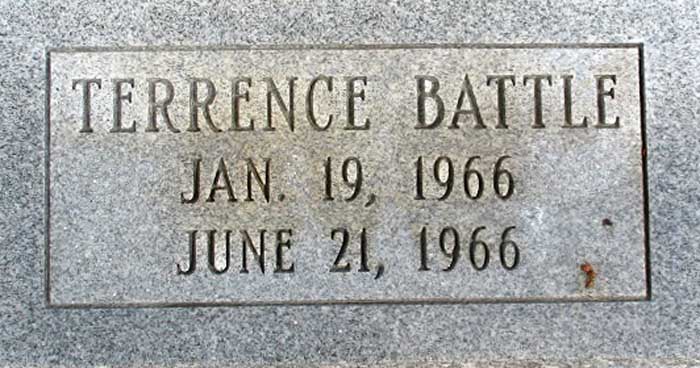 TERRENCE BATTLE
JAN. 19, 1966
JUNE 21, 1966